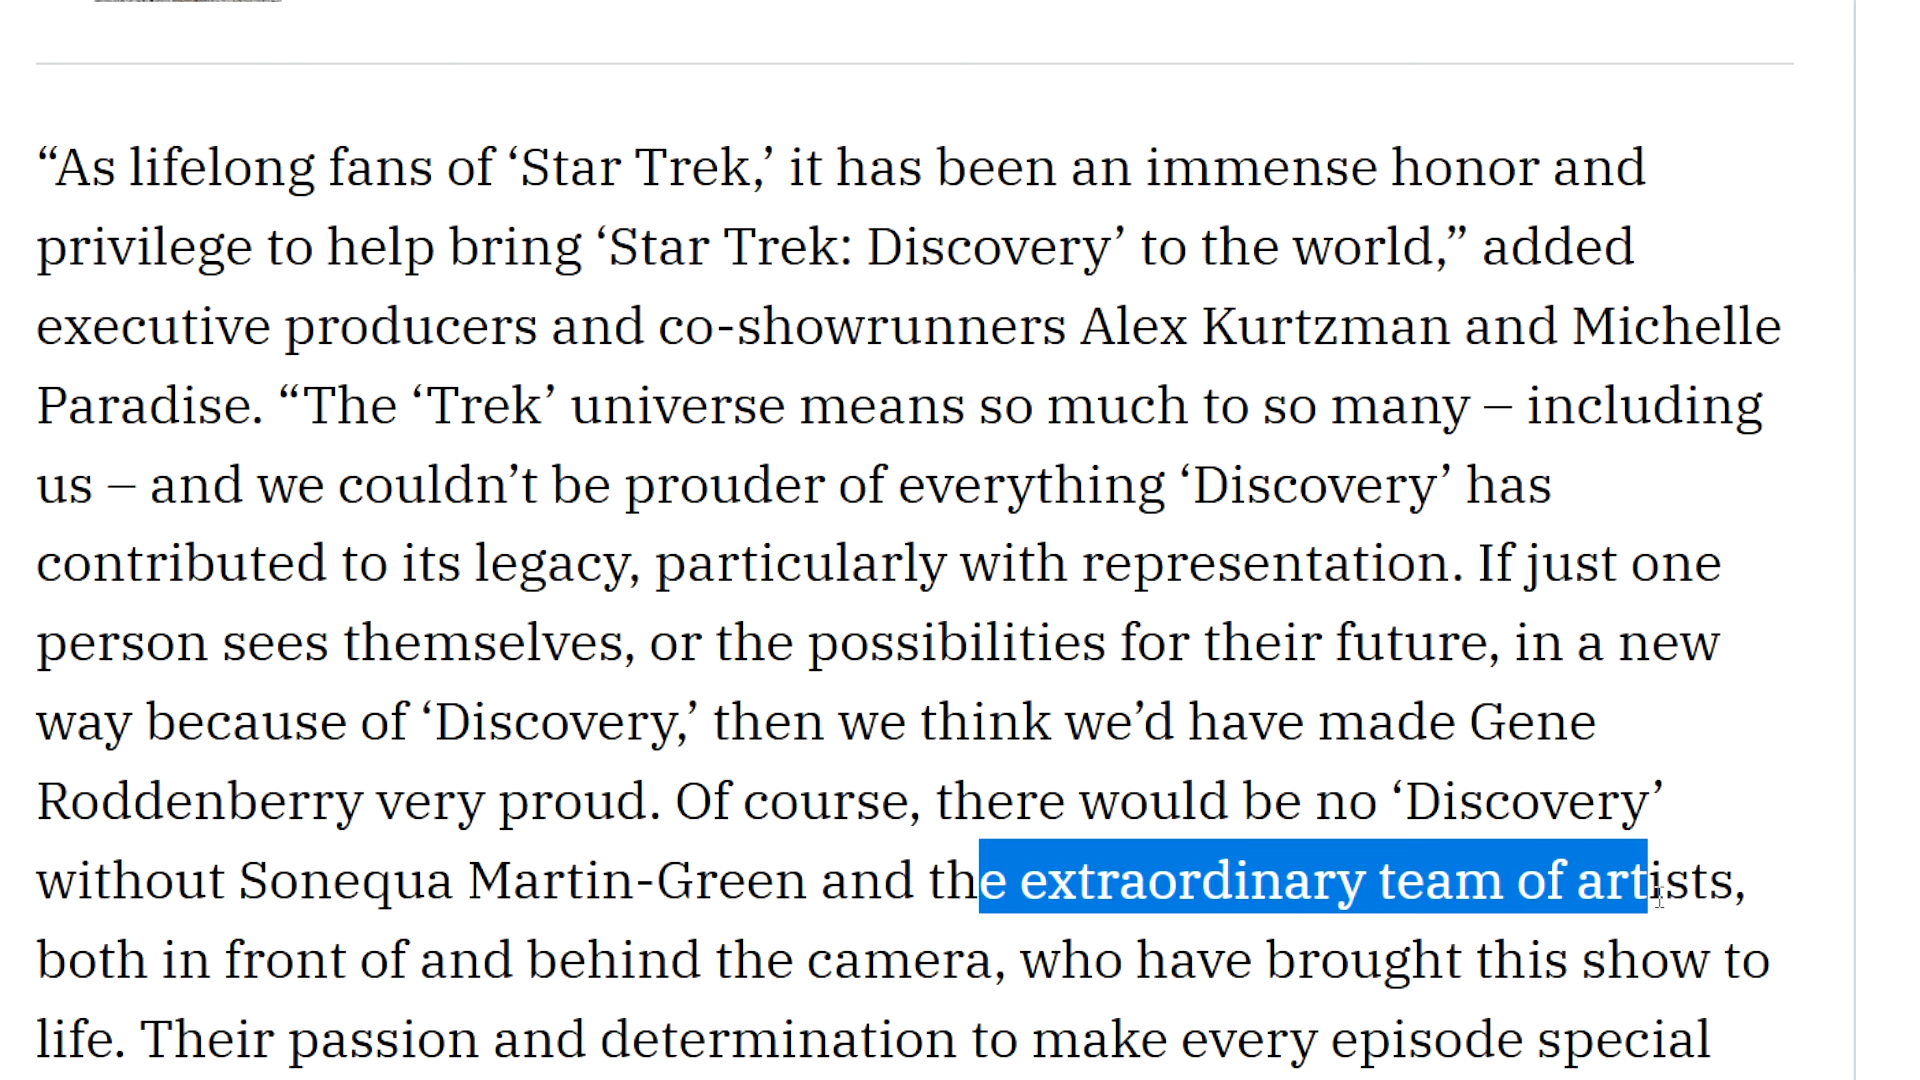 “As lifelong fans of ‘Star Trek,’ it has been an immense honor and
privilege to help bring ‘Star Trek: Discovery’ to the world,” added
executive producers and co-showrunners Alex Kurtzman and Michelle
Paradise. “The ‘Trek’ universe means so much to so many – including
us – and we couldn’t be prouder of everything ‘Discovery’ has
contributed to its legacy, particularly with representation. If just one
person sees themselves, or the possibilities for their future, in a new
way because of ‘Discovery,’ then we think we’d have made Gene
Roddenberry very proud. Of course, there would be no ‘Discovery’
without Sonequa Martin-Green and the extraordinary team of artists,
both in front of and behind the camera, who have brought this show to
life. Their passion and determination to make every episode special